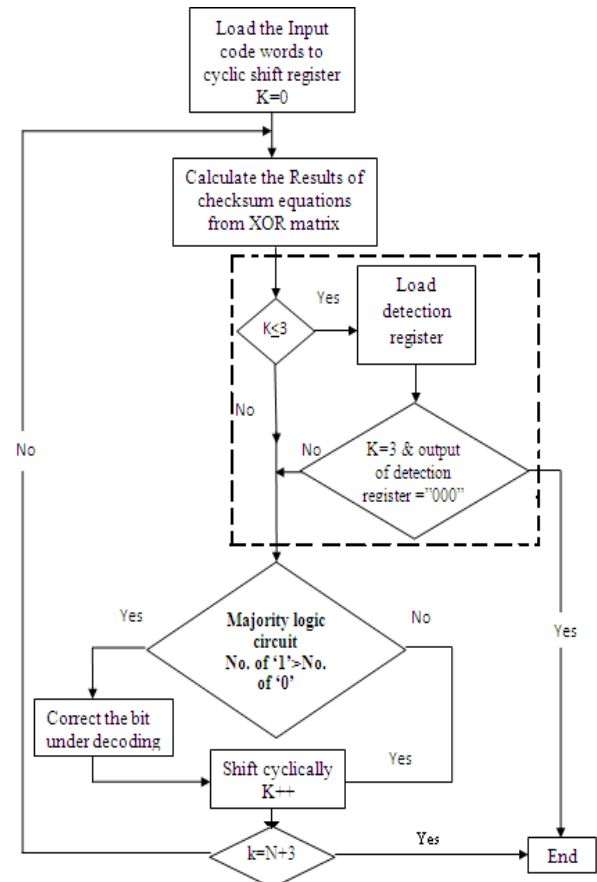 Load the Input
code words to
cyclic shift register
K=0
Calculate the Results of
checksum equations
from XOR matrix
K≤3
Yes
Load
detection
register
No
No
K=3 & output
of detection
register =”000”
No
Yes
Majority logic
circuit
No. of ‘1’>No.
of ‘0’
Yes
No
Correct the bit
under decoding
Shift cyclically
K++
Yes
k=N+3
Yes
End